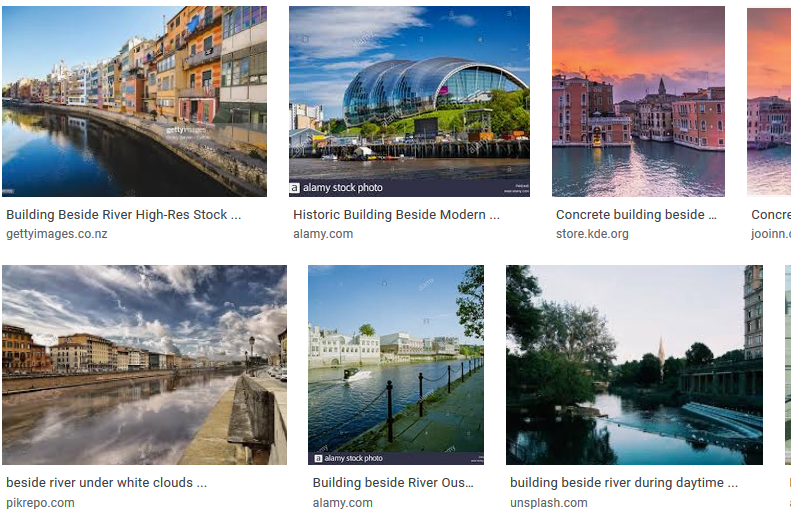 gettyimages
a alamy stock photo
Building Beside River High-Res Stock ...
gettyimages.co.nz
Historic Building Beside Modern ...
alamy.com
Concrete building beside ...
store.kde.org
Concre
jooinn.c
a alamy stock photo
beside river under white clouds ...
pikrepo.com
Building beside River Ous...
alamy.com
building beside river during daytime ...
unsplash.com